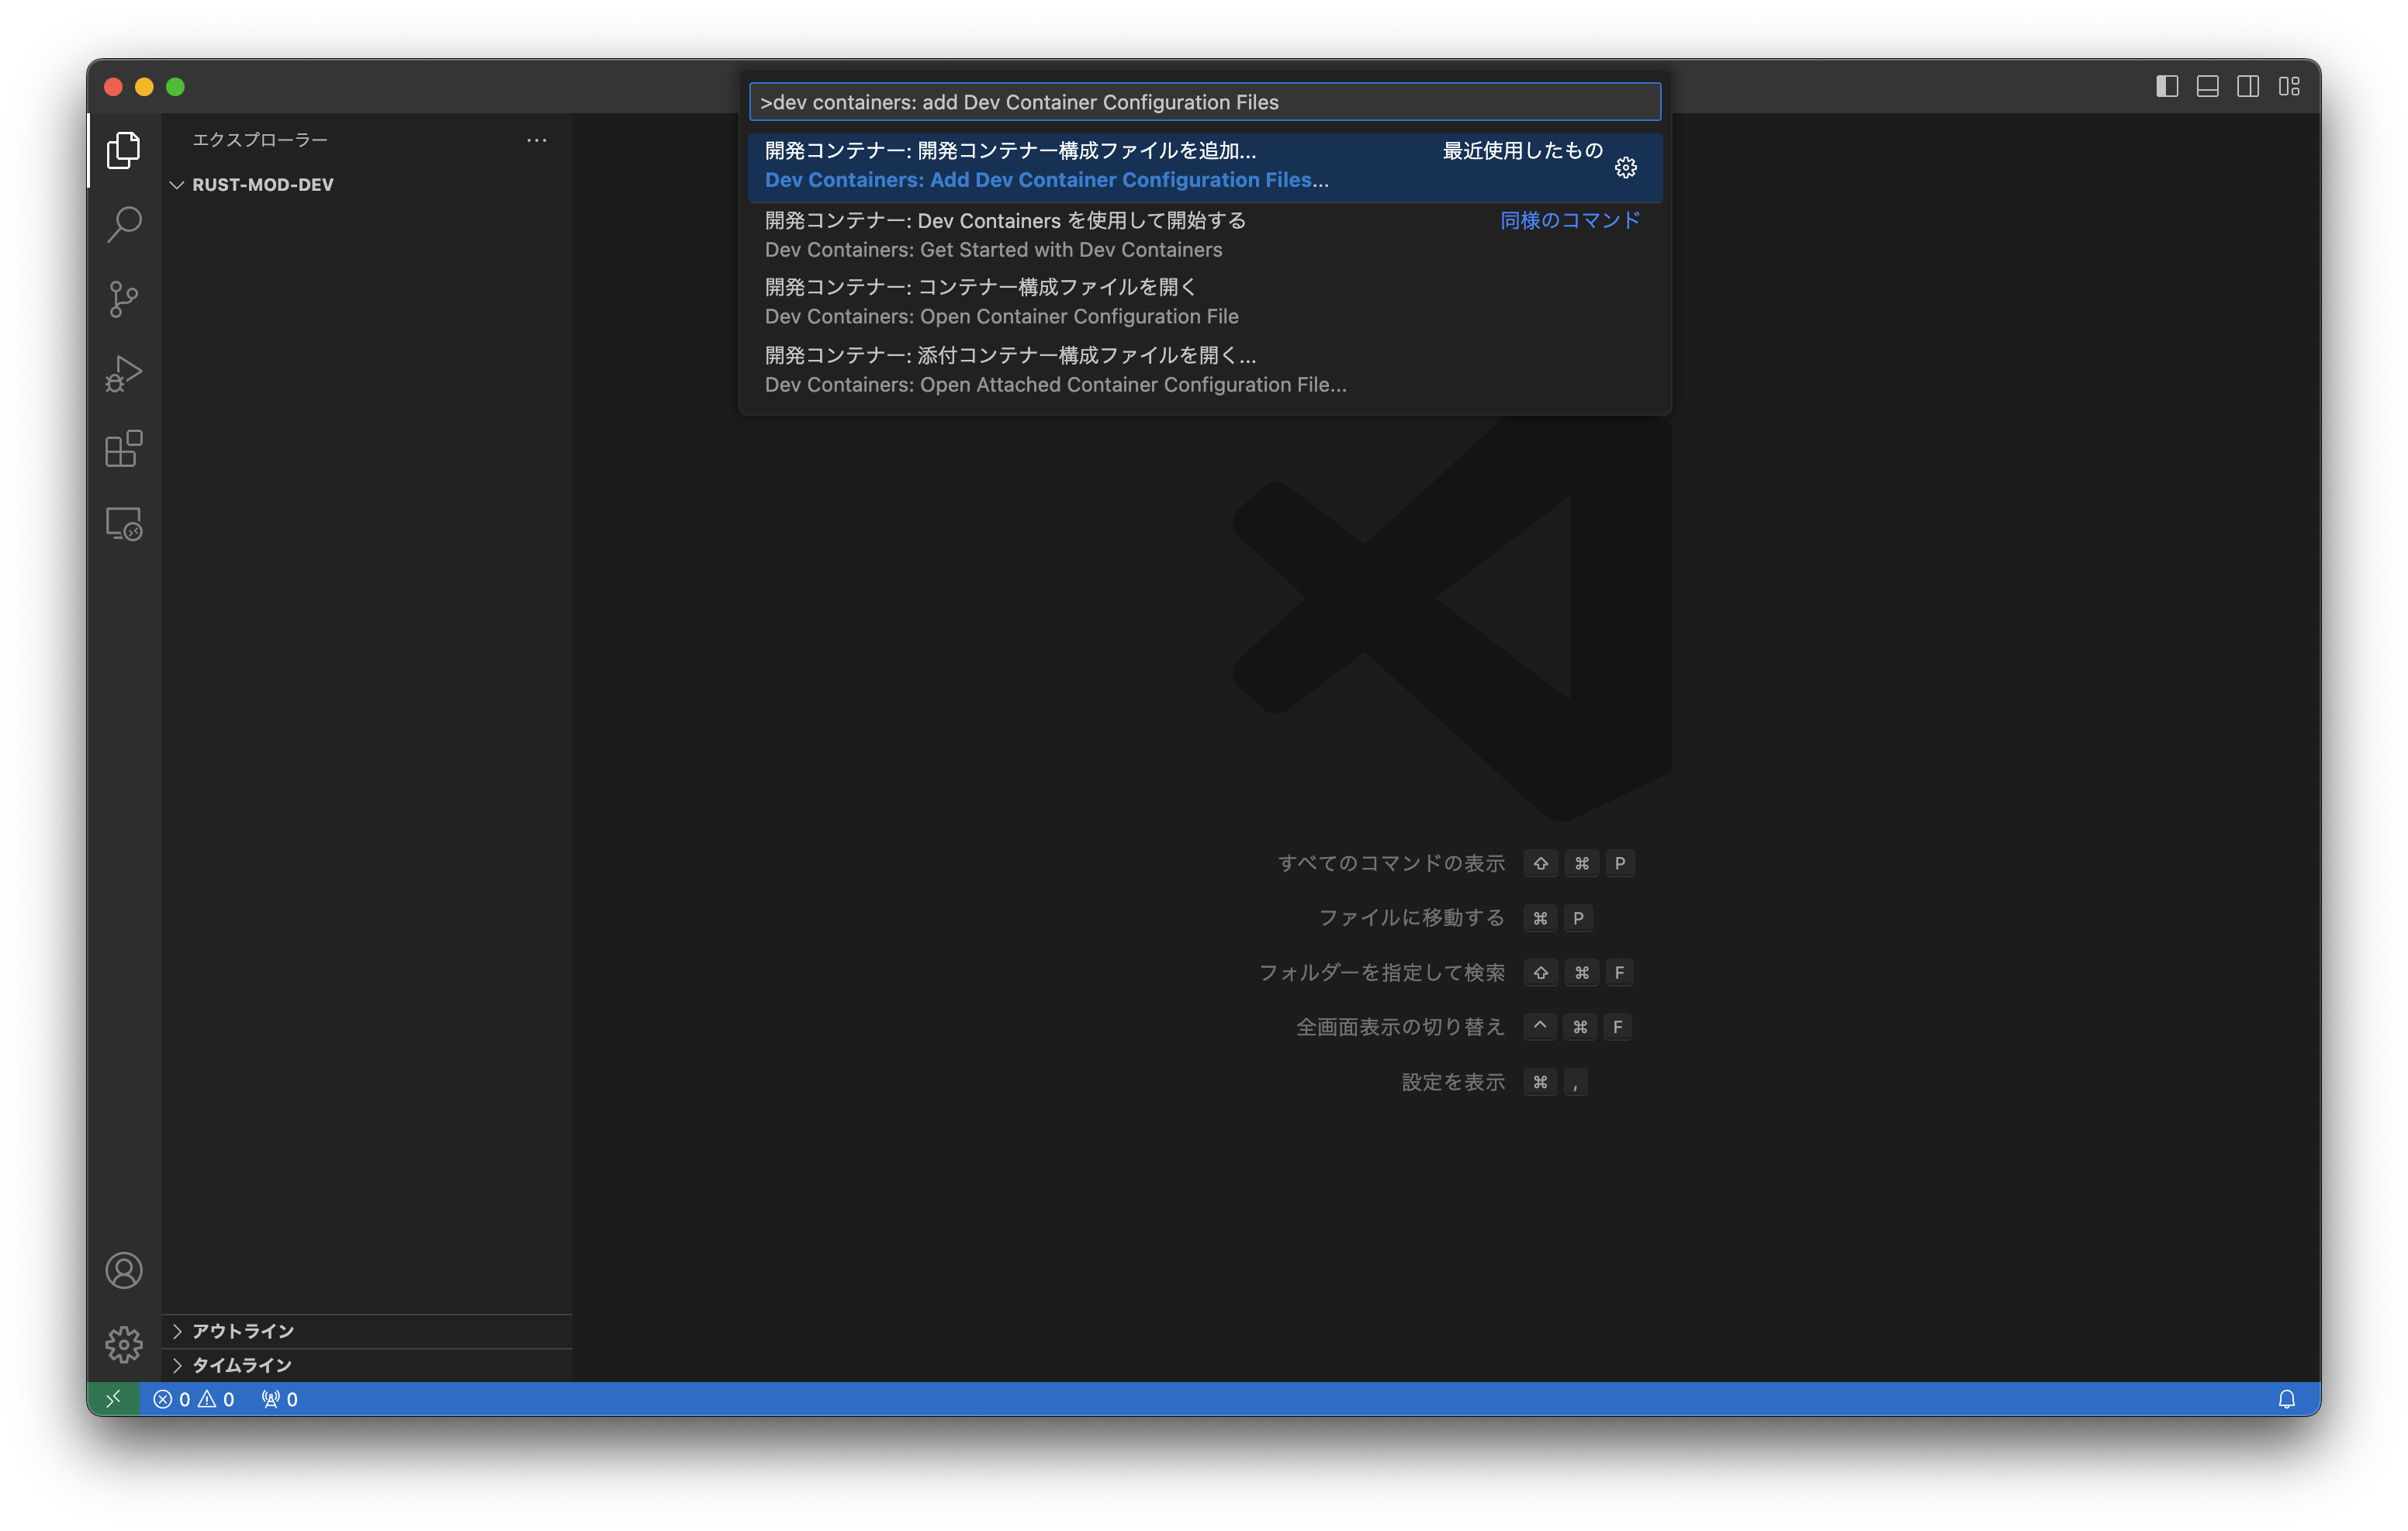 >dev containers: add Dev Container Configuration Files
開発コンテナー: 開発コンテナー構成ファイルを追加... 最近使用したもの
Dev Containers: Add Dev Container Configuration Files...
開発コンテナー: Dev Containers を使用して開始する 同様のコマンド
Dev Containers: Get Started with Dev Containers
開発コンテナー: コンテナー構成ファイルを開く
Dev Containers: Open Container Configuration File
開発コンテナー: 添付コンテナー構成ファイルを開く...
Dev Containers: Open Attached Container Configuration File...
エクスプローラー
RUST-MOD-DEV
すべてのコマンドの表示 ⇧ ⌘ P
ファイルに移動する ⌘ P
フォルダーを指定して検索 ⇧ ⌘ F
全画面表示の切り替え ^ ⌘ F
設定を表示 ⌘ ,
アウトライン
タイムライン
0 0 0